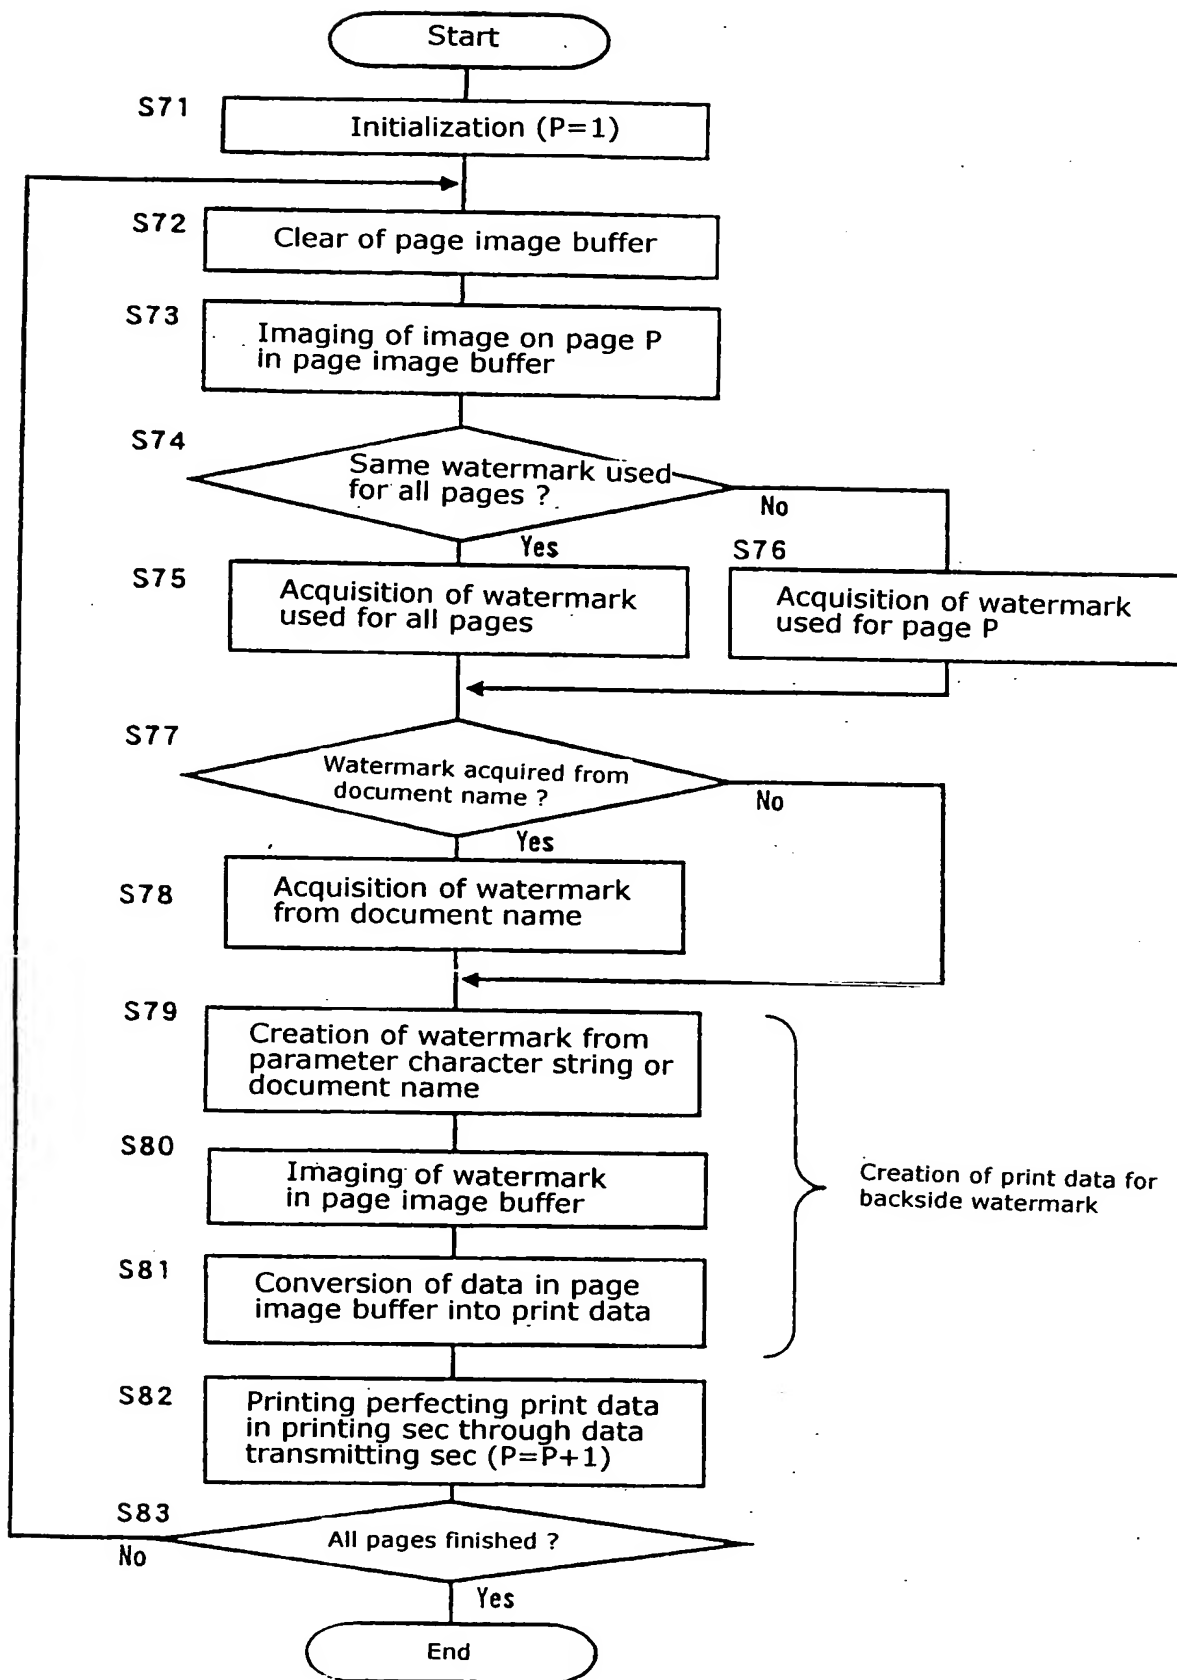 Start
S71
Initialization (P=1)
S72
Clear of page image buffer
S73
Imaging of image on page P
in page image buffer
S74
Same watermark used
for all pages ?
No
Yes
S75
Acquisition of watermark
used for all pages
S76
Acquisition of watermark
used for page P
S77
Watermark acquired from
document name ?
No
Yes
S78
Acquisition of watermark
from document name
S79
Creation of watermark from
parameter character string or
document name
S80
Imaging of watermark
in page image buffer
Creation of print data for
backside watermark
S81
Conversion of data in page
image buffer into print data
S82
Printing perfecting print data
in printing sec through data
transmitting sec (P=P+1)
S83
All pages finished ?
No
Yes
End